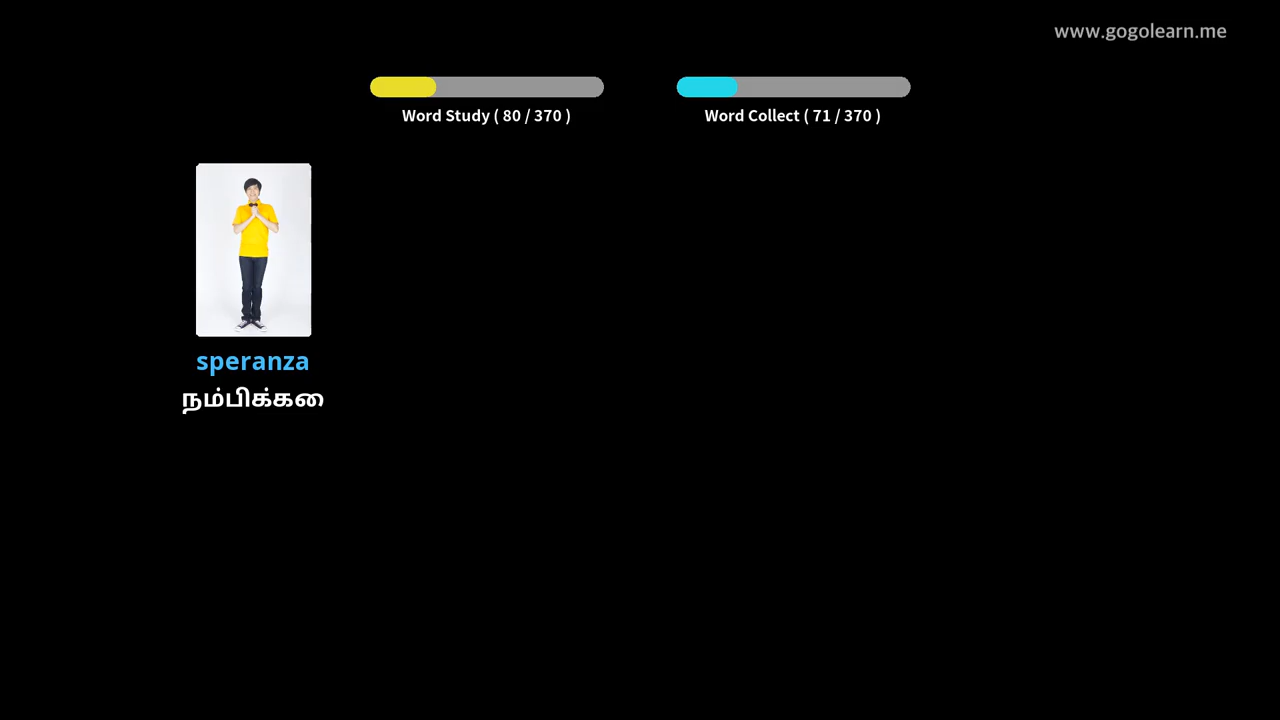 www.gogolearn.me
Word Study ( 80 / 370 )
Word Collect ( 71 / 370 )
speranza
நம்பிக்கை